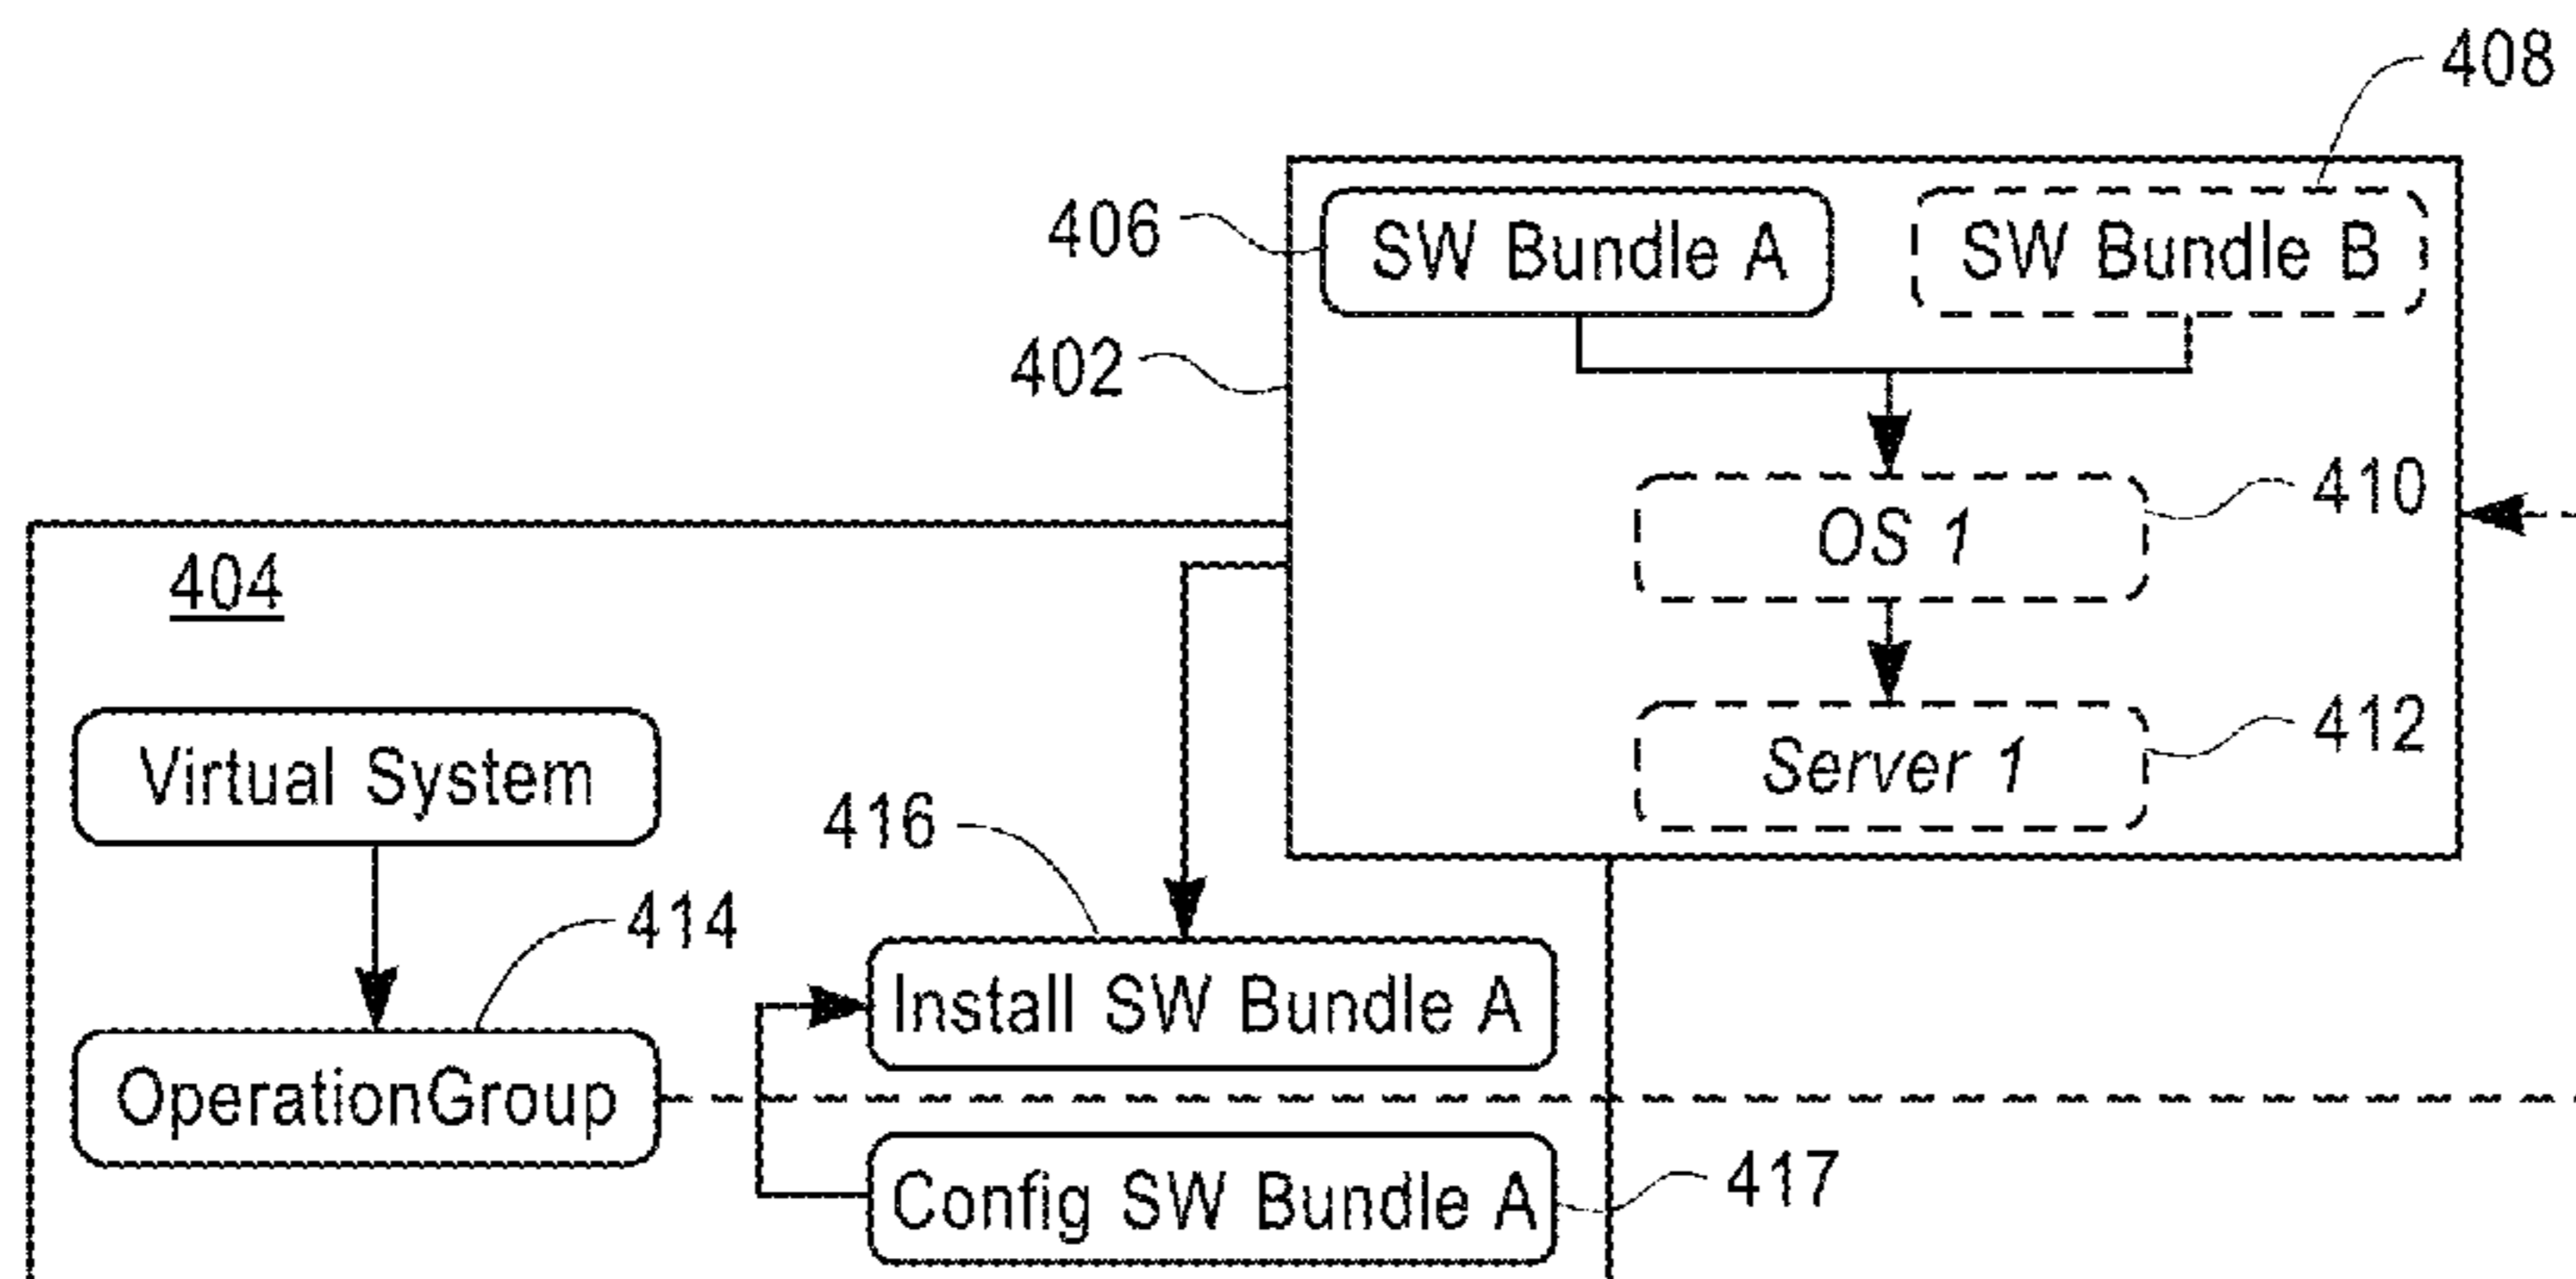 408
406
SW Bundle A
SW Bundle B
402
410
OS 1
404
412
Server 1
Virtual System
416
414
Install SW Bundle A
OperationGroup
417
Config SW Bundle A